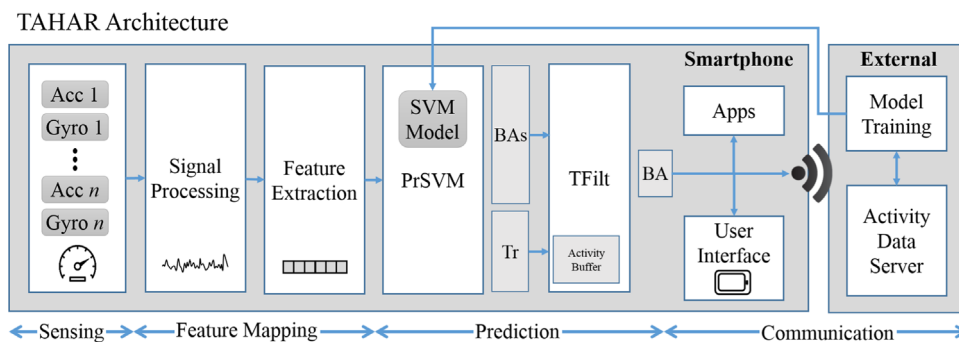 TAHAR Architecture
Smartphone
External
Acc 1
Gyro 1
Acc n
Gyro n
Signal
Processing
Feature
Extraction
SVM
Model
PrSVM
BAs
Tr
TFilt
Activity
Buffer
BA
Apps
User
Interface
Model
Training
Activity
Data
Server
Sensing
Feature Mapping
Prediction
Communication